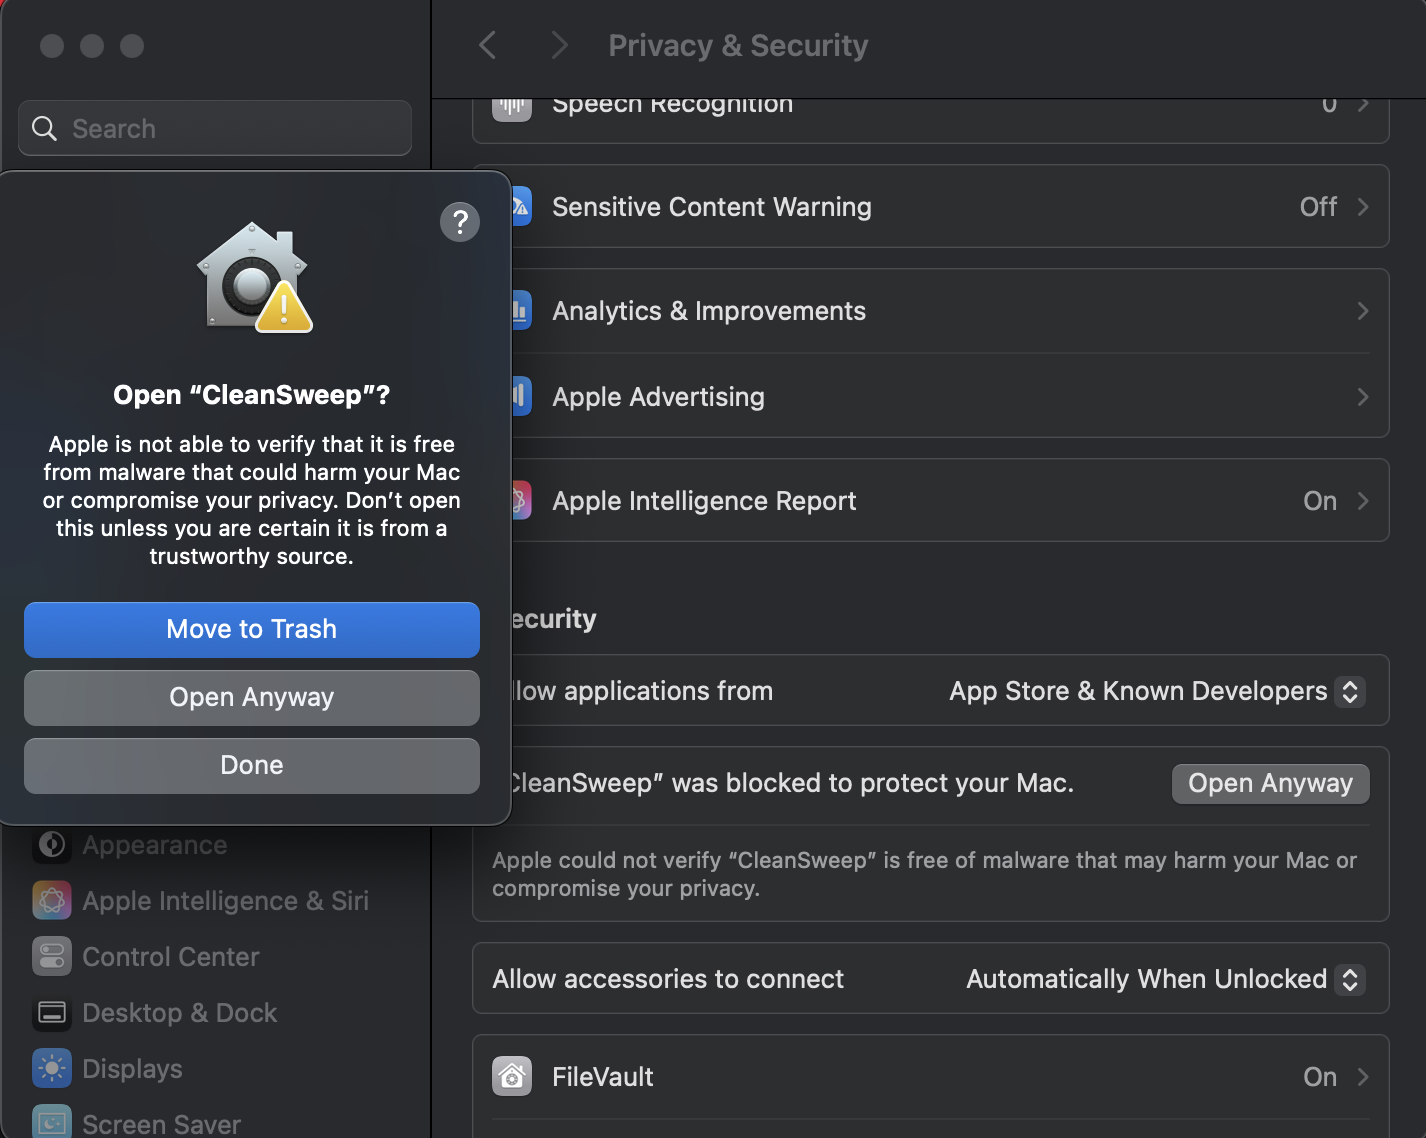 Privacy & Security
Search
Speech Recognition 0
Sensitive Content Warning Off
Analytics & Improvements
Apple Advertising
Apple Intelligence Report On
?
Open “CleanSweep”?
Apple is not able to verify that it is free
from malware that could harm your Mac
or compromise your privacy. Don’t open
this unless you are certain it is from a
trustworthy source.
Move to Trash
Open Anyway
Done
ecurity
llow applications from App Store & Known Developers
CleanSweep” was blocked to protect your Mac. Open Anyway
Apple could not verify “CleanSweep” is free of malware that may harm your Mac or
compromise your privacy.
Allow accessories to connect Automatically When Unlocked
FileVault On
Appearance
Apple Intelligence & Siri
Control Center
Desktop & Dock
Displays
Screen Saver